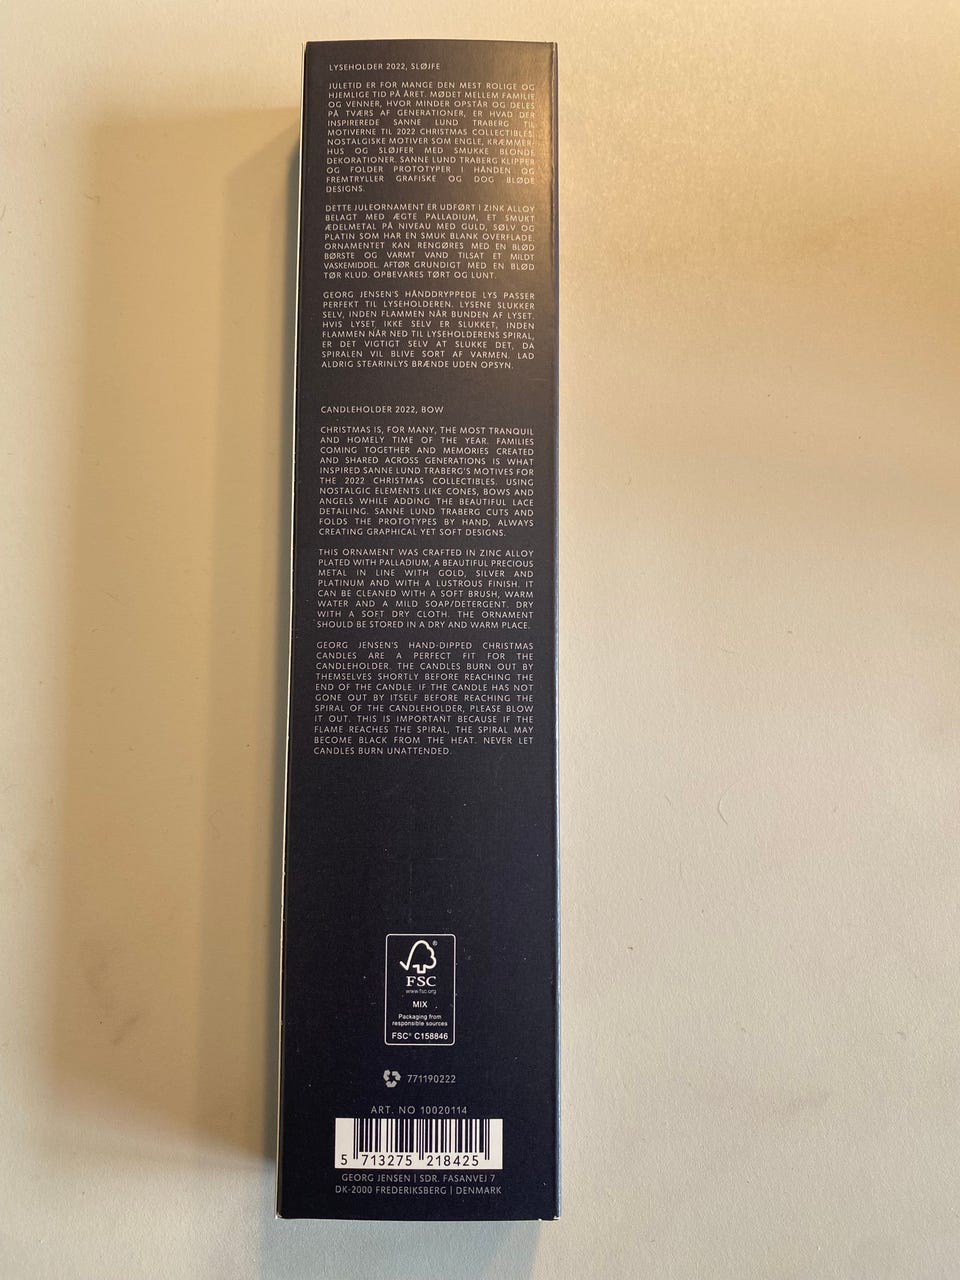 LYSEHOLDER 2022, SLØJFE
JULETID ER FOR MANGE DEN MEST ROLIGE OG
HJEMLIGE TID PÅ ÅRET. MØDET MELLEM FAMILIE
OG VENNER, HVOR MINDER OPSTÅR OG DELES
PÅ TVÆRS AF GENERATIONER, ER HVAD DER
INSPIREREDE SANNE LUND TRABERG TIL
MOTIVERNE TIL 2022 CHRISTMAS COLLECTIBLES.
NOSTALGISKE MOTIVER SOM ENGLE, KRÆMMER-
HUS OG SLØJFER MED SMUKKE BLONDE
DEKORATIONER. SANNE LUND TRABERG KLIPPER
OG FOLDER PROTOTYPER I HÅNDEN OG
FREMTRYLLER GRAFISKE OG DOG BLØDE
DESIGNS.
DETTE JULEORNAMENT ER UDFØRT I ZINK ALLOY
BELAGT MED ÆGTE PALLADIUM, ET SMUKT
ÆDELMETAL PÅ NIVEAU MED GULD, SØLV OG
PLATIN SOM HAR EN SMUK BLANK OVERFLADE.
ORNAMENTET KAN RENGØRES MED EN BLØD
BØRSTE OG VARMT VAND TILSAT ET MILDT
VASKEMIDDEL. AFTØR GRUNDIGT MED EN BLØD
TØR KLUD. OPBEVARES TØRT OG LUNT.
GEORG JENSEN'S HÅNDDRYPPEDE LYS PASSER
PERFEKT TIL LYSEHOLDEREN. LYSENE SLUKKER
SELV, INDEN FLAMMEN NÅR BUNDEN AF LYSET.
HVIS LYSET IKKE SELV ER SLUKKET, INDEN
FLAMMEN NÅR NED TIL LYSEHOLDERENS SPIRAL,
ER DET VIGTIGT SELV AT SLUKKE DET, DA
SPIRALEN VIL BLIVE SORT AF VARMEN. LAD
ALDRIG STEARINLYS BRÆNDE UDEN OPSYN.
CANDLEHOLDER 2022, BOW
CHRISTMAS IS, FOR MANY, THE MOST TRANQUIL
AND HOMELY TIME OF THE YEAR. FAMILIES
COMING TOGETHER AND MEMORIES CREATED
AND SHARED ACROSS GENERATIONS IS WHAT
INSPIRED SANNE LUND TRABERG'S MOTIVES FOR
THE 2022 CHRISTMAS COLLECTIBLES. USING
NOSTALGIC ELEMENTS LIKE CONES, BOWS AND
ANGELS WHILE ADDING THE BEAUTIFUL LACE
DETAILING. SANNE LUND TRABERG CUTS AND
FOLDS THE PROTOTYPES BY HAND, ALWAYS
CREATING GRAPHICAL YET SOFT DESIGNS.
THIS ORNAMENT WAS CRAFTED IN ZINC ALLOY
PLATED WITH PALLADIUM, A BEAUTIFUL PRECIOUS
METAL IN LINE WITH GOLD, SILVER AND
PLATINUM AND WITH A LUSTROUS FINISH. IT
CAN BE CLEANED WITH A SOFT BRUSH, WARM
WATER AND A MILD SOAP/DETERGENT. DRY
WITH A SOFT DRY CLOTH. THE ORNAMENT
SHOULD BE STORED IN A DRY AND WARM PLACE.
GEORG JENSEN'S HAND-DIPPED CHRISTMAS
CANDLES ARE A PERFECT FIT FOR THE
CANDLEHOLDER. THE CANDLES BURN OUT BY
THEMSELVES SHORTLY BEFORE REACHING THE
END OF THE CANDLE. IF THE CANDLE HAS NOT
GONE OUT BY ITSELF BEFORE REACHING THE
SPIRAL OF THE CANDLEHOLDER, PLEASE BLOW
IT OUT. THIS IS IMPORTANT BECAUSE IF THE
FLAME REACHES THE SPIRAL, THE SPIRAL MAY
BECOME BLACK FROM THE HEAT. NEVER LET
CANDLES BURN UNATTENDED.
®
FSC
www.fsc.org
MIX
Packaging from
responsible sources
FSC® C158846
771190222
ART. NO 10020114
5 713275 218425
GEORG JENSEN | SDR. FASANVEJ 7
DK-2000 FREDERIKSBERG | DENMARK